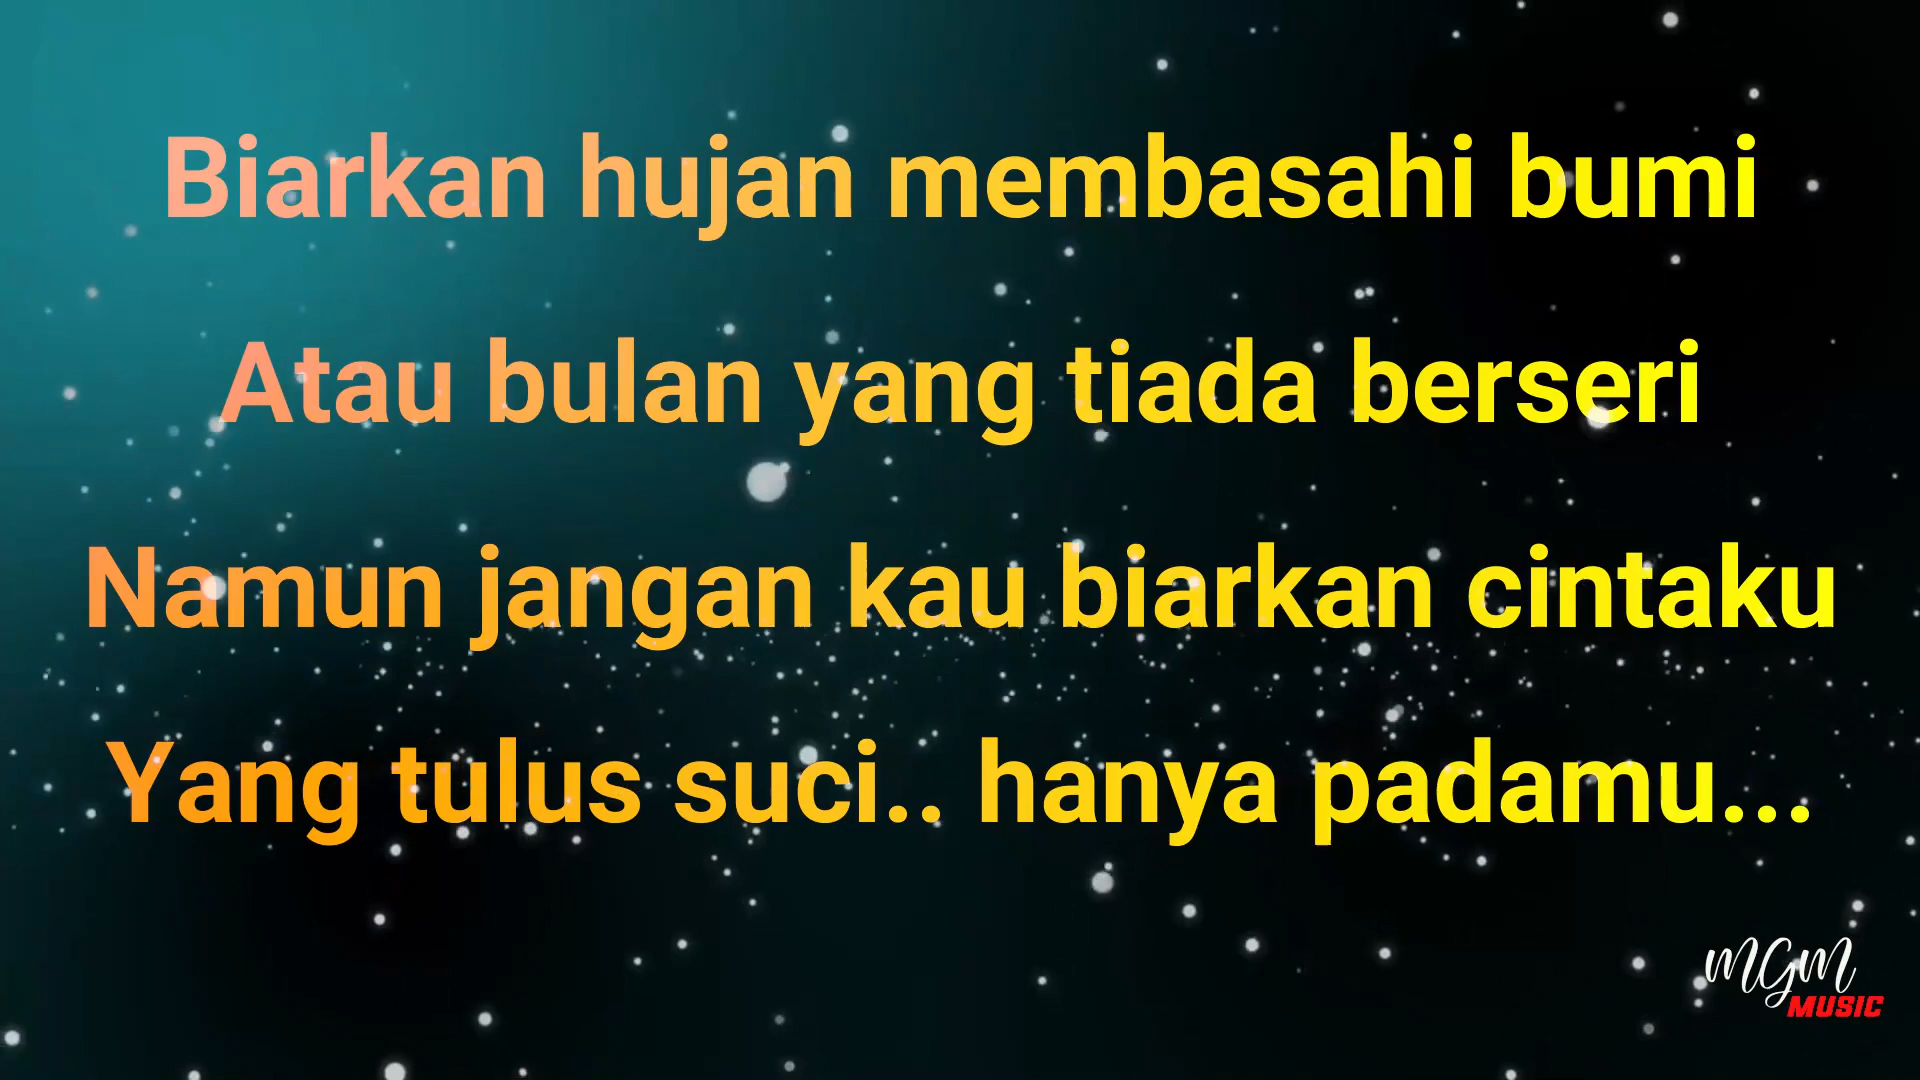 Biarkan hujan membasahi bumi
Atau bulan yang tiada berseri
Namun jangan kau biarkan cintaku
Yang tulus suci.. hanya padamu...
MGM
MUSIC